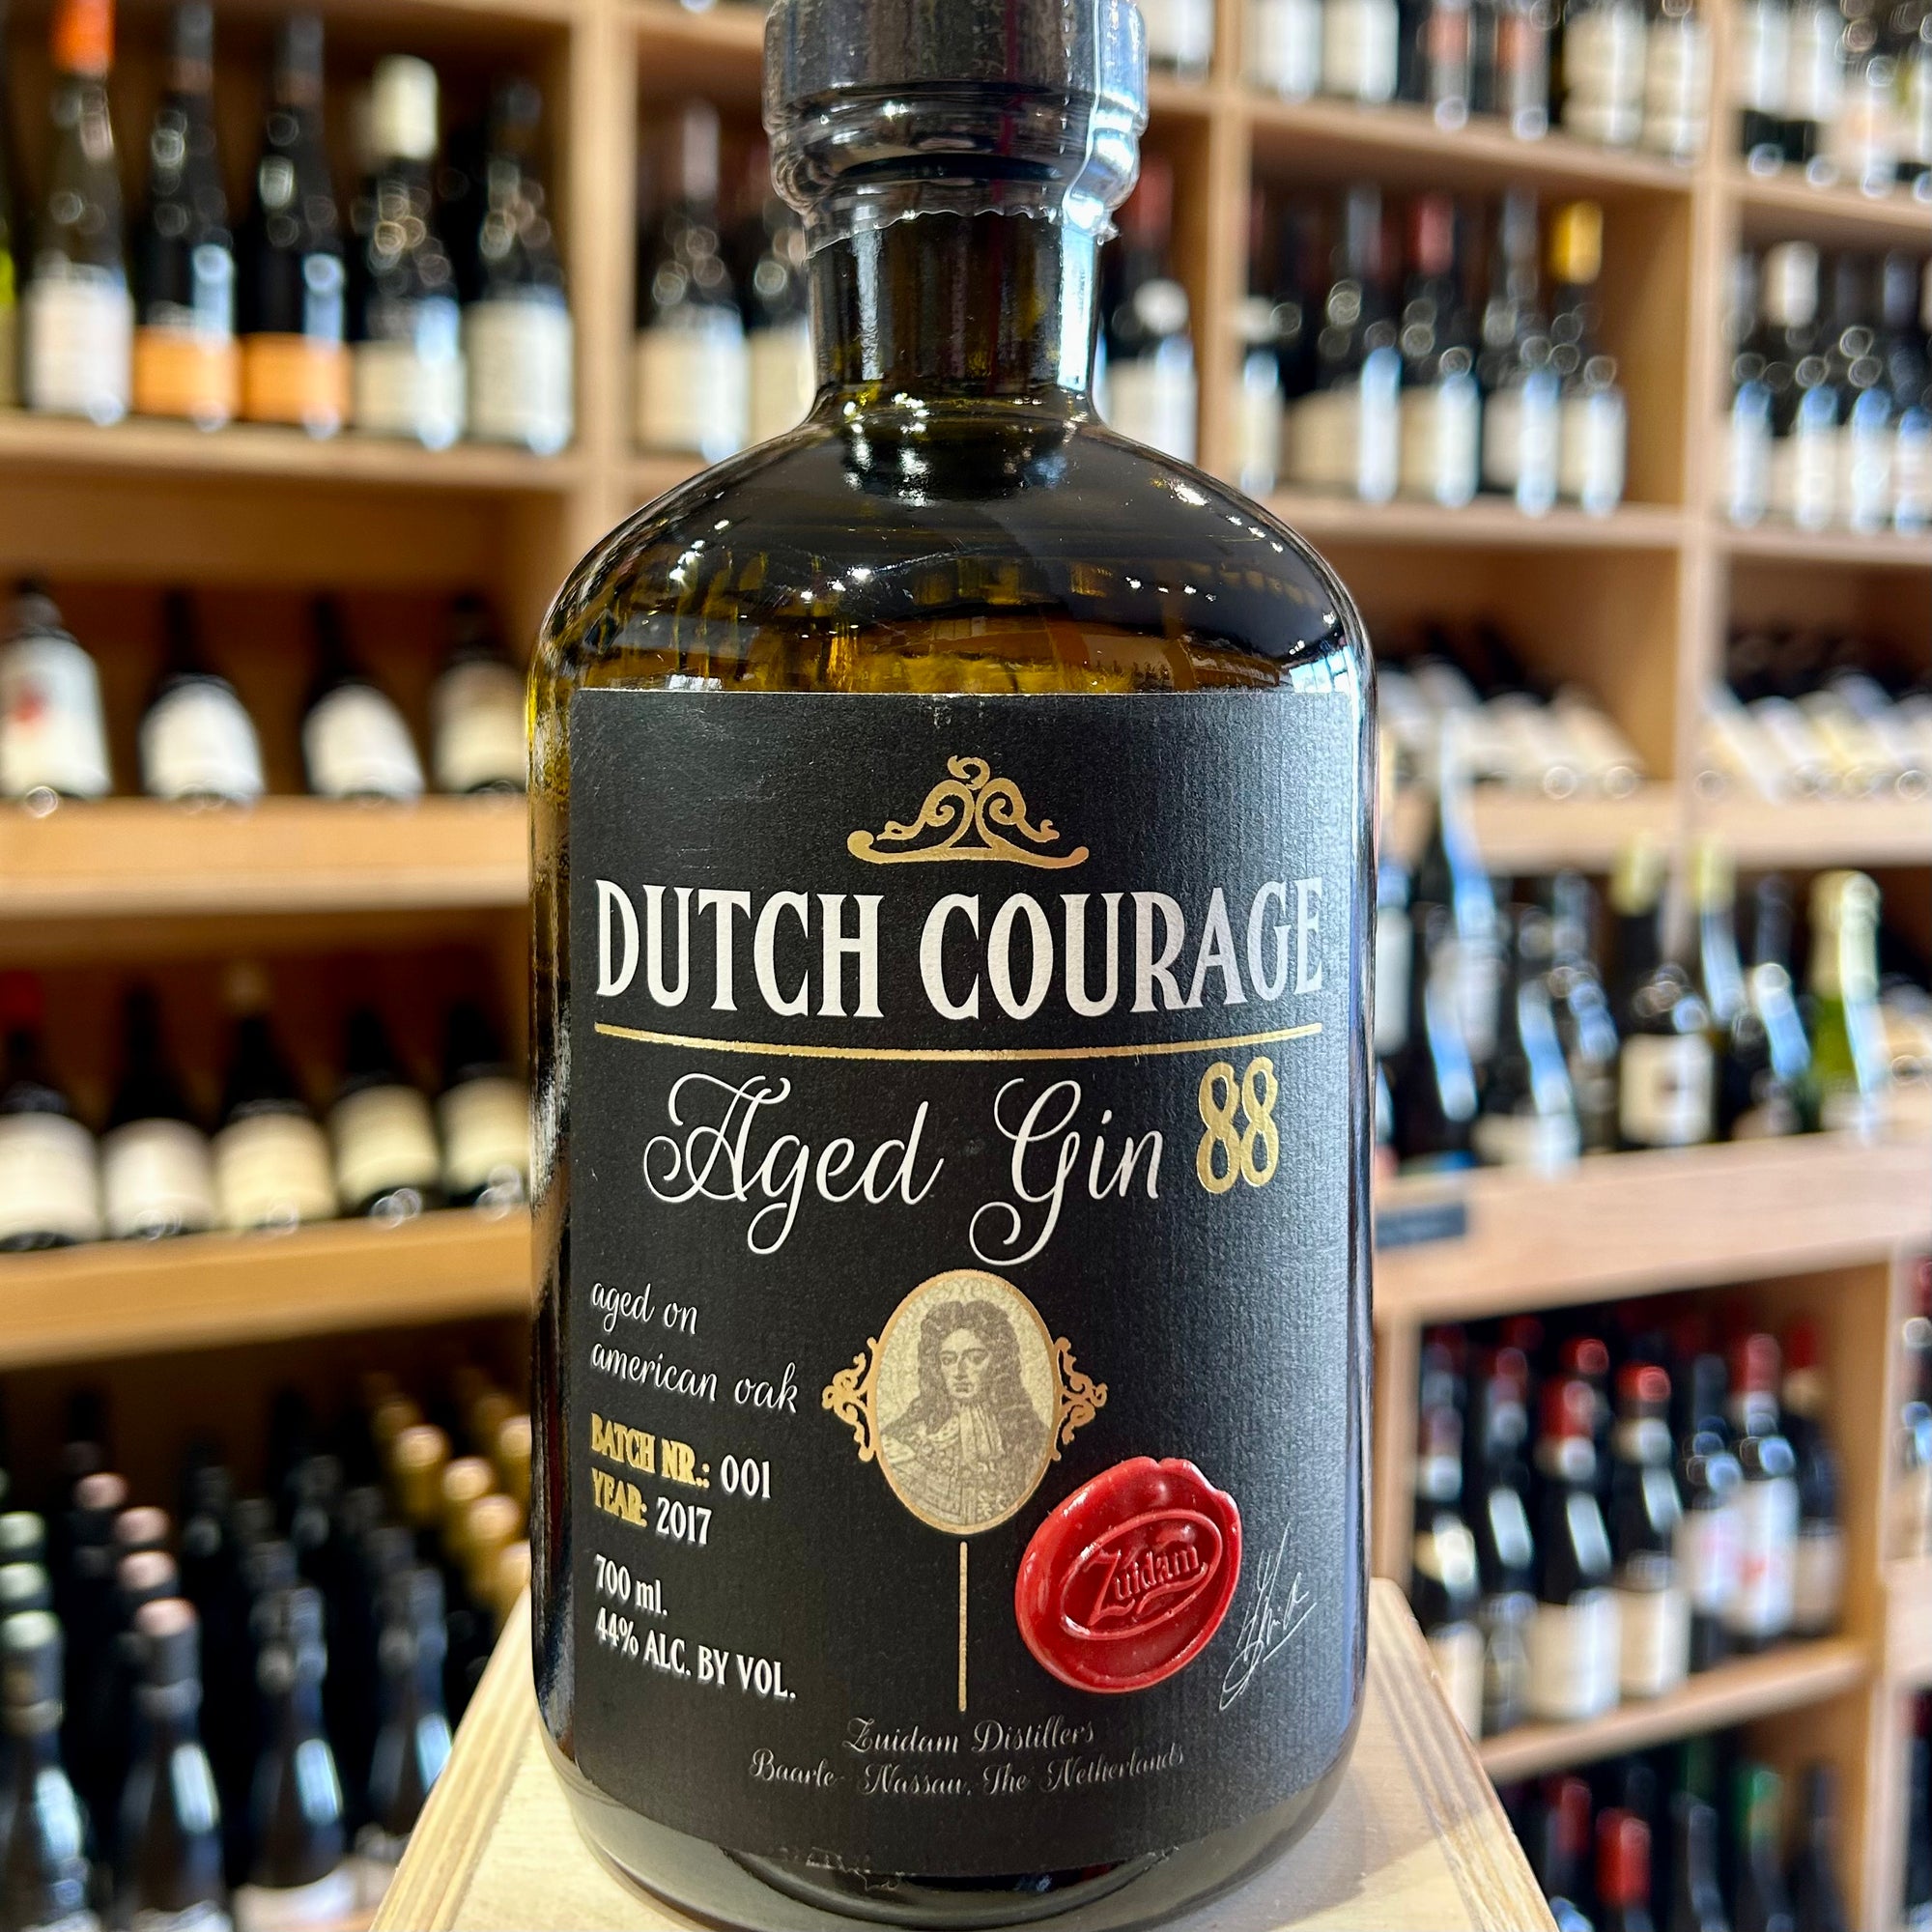 DUTCH COURAGE
Aged Gin 88
aged on
american oak
BATCH NR.: 001
YEAR: 2017
700 ml.
44% ALC. BY VOL.
Zuidam
Zuidam Distillers
Baarle-Nassau, The Netherlands